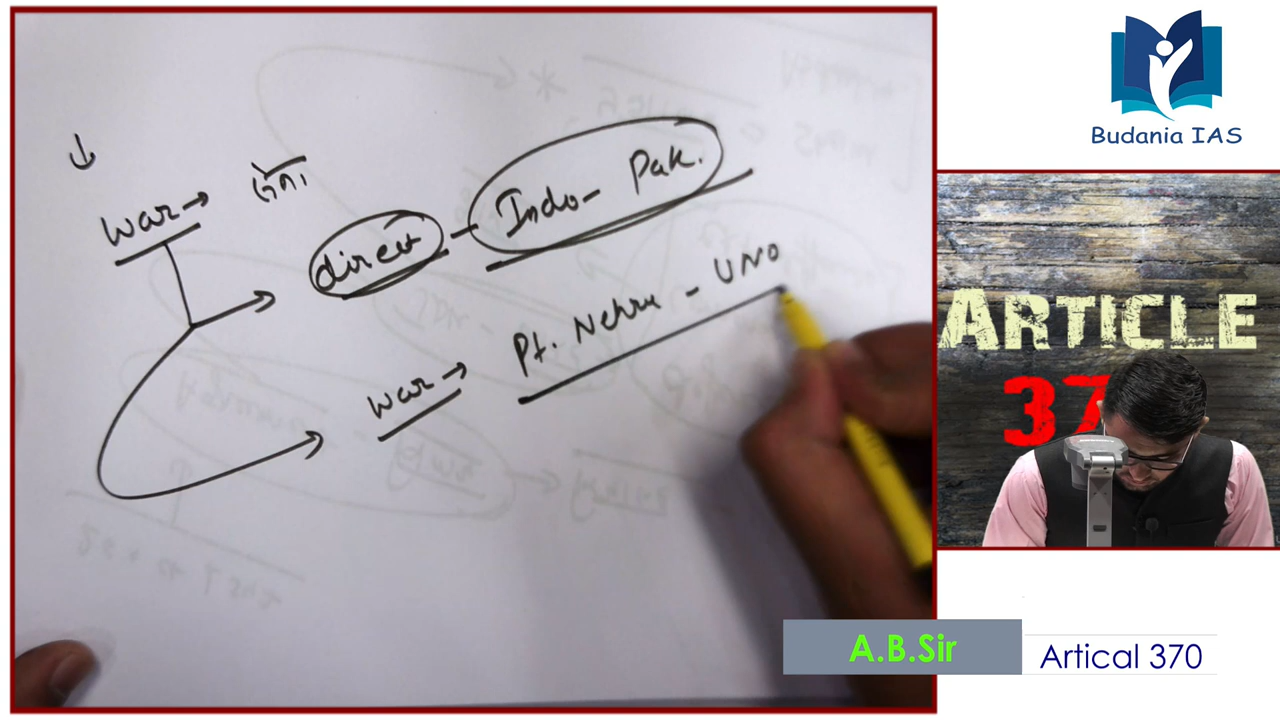 war →
direct - Indo- Pak.
war → Pt. Nehru - UNO
Budania IAS
ARTICLE
37
A.B.Sir
Artical 370